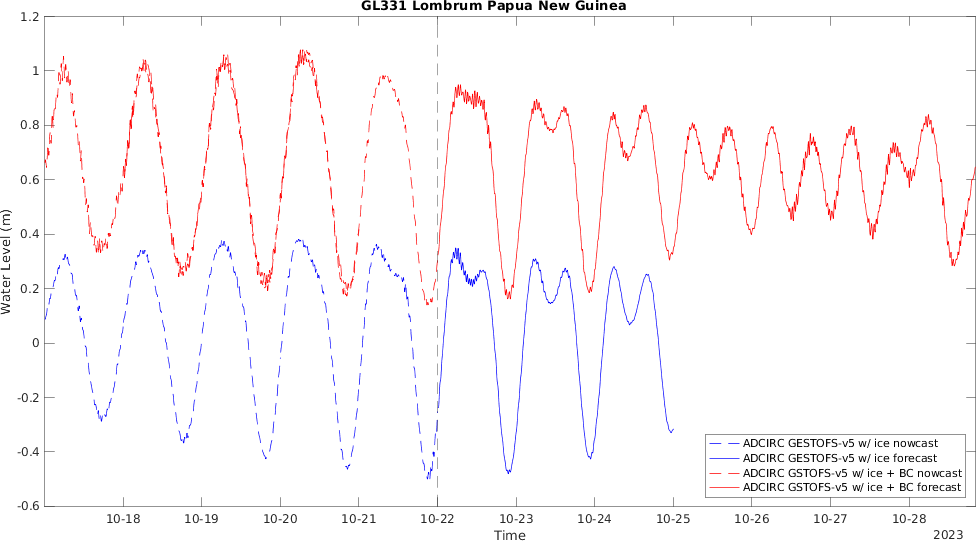 GL331 Lombrum Papua New Guinea
1.2
1
0.8
0.6
0.4
0.2
0
-0.2
-0.4
-0.6
Water Level (m)
ADCIRC GESTOFS-v5 w/ ice nowcast
ADCIRC GESTOFS-v5 w/ ice forecast
ADCIRC GSTOFS-v5 w/ ice + BC nowcast
ADCIRC GSTOFS-v5 w/ ice + BC forecast
10-18 10-19 10-20 10-21 10-22 10-23 10-24 10-25 10-26 10-27 10-28
Time
2023